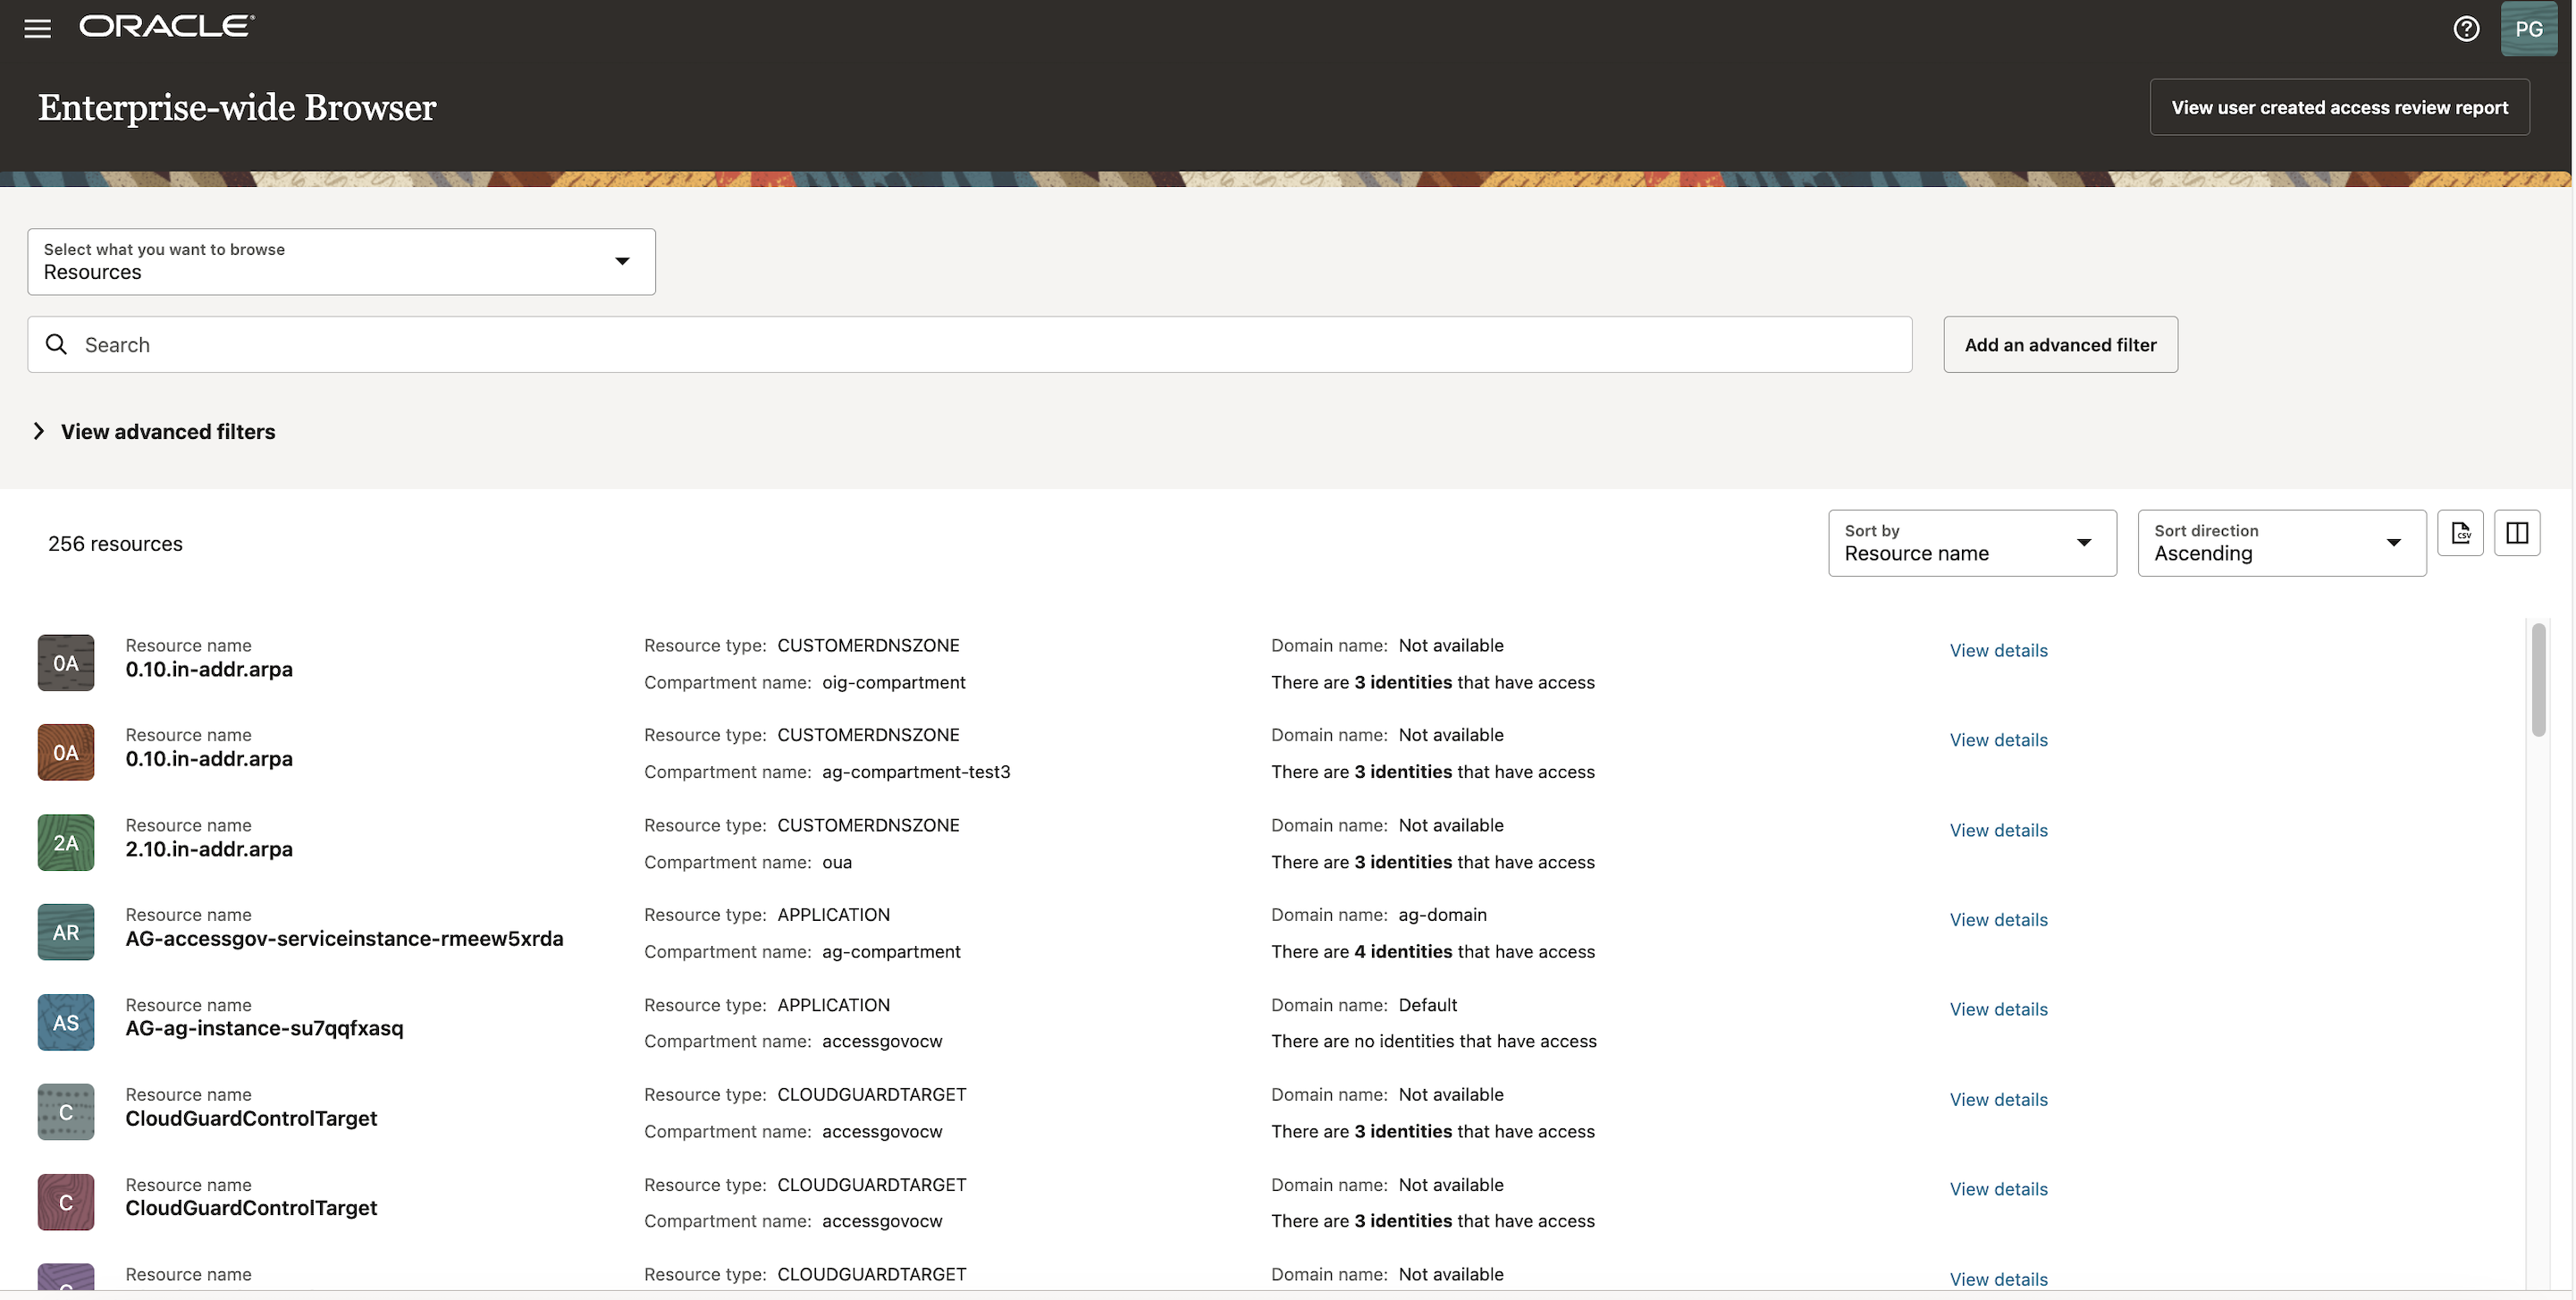 ORACLE
PG
Enterprise-wide Browser
View user created access review report
Select what you want to browse
Resources
Search
Add an advanced filter
View advanced filters
256 resources
Sort by
Resource name
Sort direction
Ascending
CSV
0A
Resource name
0.10.in-addr.arpa
Resource type: CUSTOMERDNSZONE
Compartment name: oig-compartment
Domain name: Not available
There are 3 identities that have access
View details
0A
Resource name
0.10.in-addr.arpa
Resource type: CUSTOMERDNSZONE
Compartment name: ag-compartment-test3
Domain name: Not available
There are 3 identities that have access
View details
2A
Resource name
2.10.in-addr.arpa
Resource type: CUSTOMERDNSZONE
Compartment name: oua
Domain name: Not available
There are 3 identities that have access
View details
AR
Resource name
AG-accessgov-serviceinstance-rmeew5xrda
Resource type: APPLICATION
Compartment name: ag-compartment
Domain name: ag-domain
There are 4 identities that have access
View details
AS
Resource name
AG-ag-instance-su7qqfxasq
Resource type: APPLICATION
Compartment name: accessgovocw
Domain name: Default
There are no identities that have access
View details
C
Resource name
CloudGuardControlTarget
Resource type: CLOUDGUARDTARGET
Compartment name: accessgovocw
Domain name: Not available
There are 3 identities that have access
View details
C
Resource name
CloudGuardControlTarget
Resource type: CLOUDGUARDTARGET
Compartment name: accessgovocw
Domain name: Not available
There are 3 identities that have access
View details
Resource name
Resource type: CLOUDGUARDTARGET
Domain name: Not available
View details